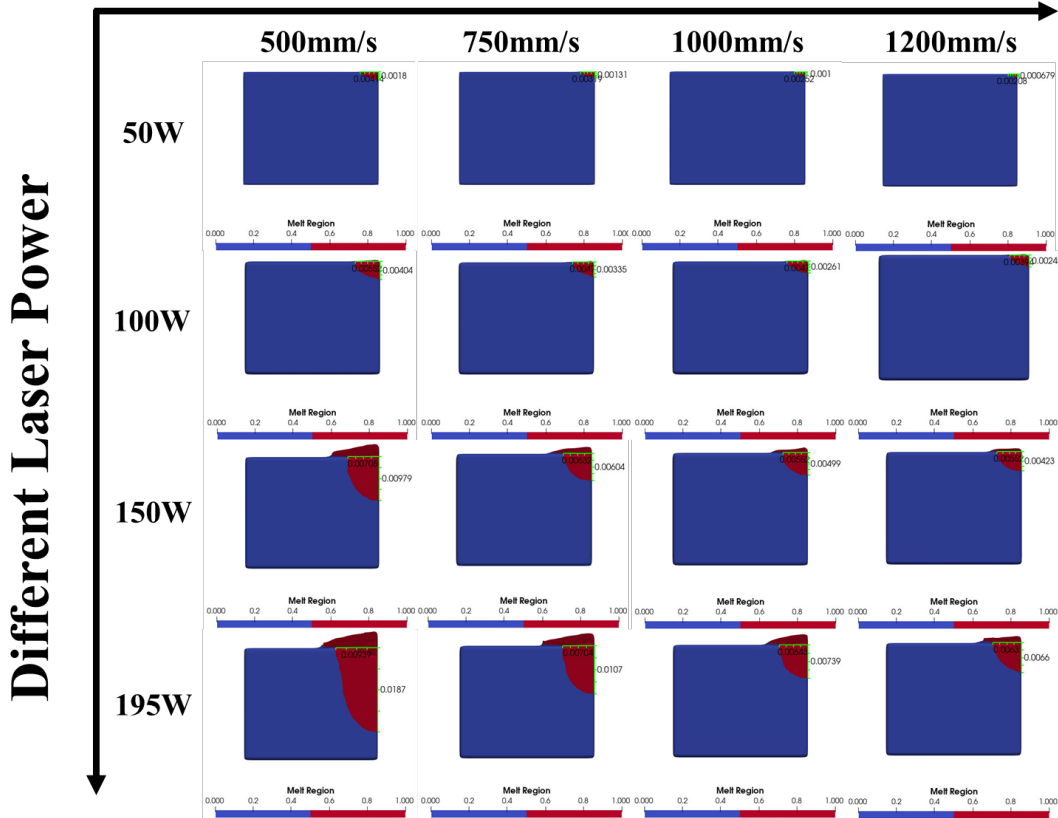 500mm/s 750mm/s 1000mm/s 1200mm/s
Different Laser Power
50W
0.0018 0.00131 0.001 0.000679
0.00319 0.00252 0.00208
Melt Region Melt Region Melt Region Melt Region
0.000 0.2 0.4 0.6 0.8 1.000 0.000 0.2 0.4 0.6 0.8 1.000 0.000 0.2 0.4 0.6 0.8 1.000 0.000 0.2 0.4 0.6 0.8 1.000
100W
0.00404 0.00335 0.00261 0.0024
Melt Region Melt Region Melt Region Melt Region
0.000 0.2 0.4 0.6 0.8 1.000 0.000 0.2 0.4 0.6 0.8 1.000 0.000 0.2 0.4 0.6 0.8 1.000 0.000 0.2 0.4 0.6 0.8 1.000
150W
0.00705
0.00979 0.00604 0.00499 0.00423
Melt Region Melt Region Melt Region Melt Region
0.000 0.2 0.4 0.6 0.8 1.000 0.000 0.2 0.4 0.6 0.8 1.000 0.000 0.2 0.4 0.6 0.8 1.000 0.000 0.2 0.4 0.6 0.8 1.000
195W
0.00939 0.00704 0.0063
0.0187 0.0107 0.00739 0.0066
Melt Region Melt Region Melt Region Melt Region
0.000 0.2 0.4 0.6 0.8 1.000 0.000 0.2 0.4 0.6 0.8 1.000 0.000 0.2 0.4 0.6 0.8 1.000 0.000 0.2 0.4 0.6 0.8 1.000